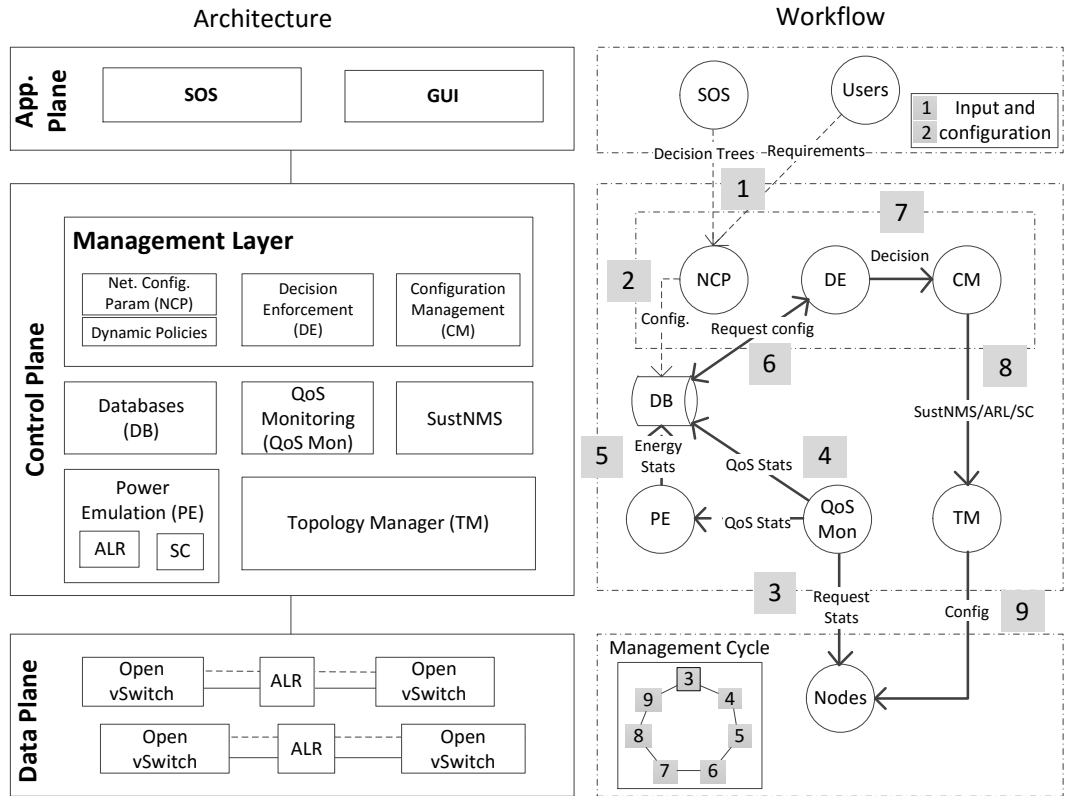 Architecture
App.
Plane
SOS
GUI
Control Plane
Management Layer
Net. Config.
Param (NCP)
Dynamic Policies
Decision
Enforcement
(DE)
Configuration
Management
(CM)
Databases
(DB)
QoS
Monitoring
(QoS Mon)
SustNMS
Power
Emulation (PE)
ALR
SC
Topology Manager (TM)
Data Plane
Open
vSwitch
ALR
Open
vSwitch
Open
vSwitch
ALR
Open
vSwitch
Workflow
SOS
Users
1 Input and
2 configuration
Decision Trees
Requirements
1
7
2
NCP
DE
Decision
CM
Config.
Request config
6
8
DB
SustNMS/ARL/SC
5
Energy
Stats
QoS Stats
4
PE
QoS Stats
QoS
Mon
TM
3
Request
Stats
Config
9
Management Cycle
3
9
4
8
5
7
6
Nodes